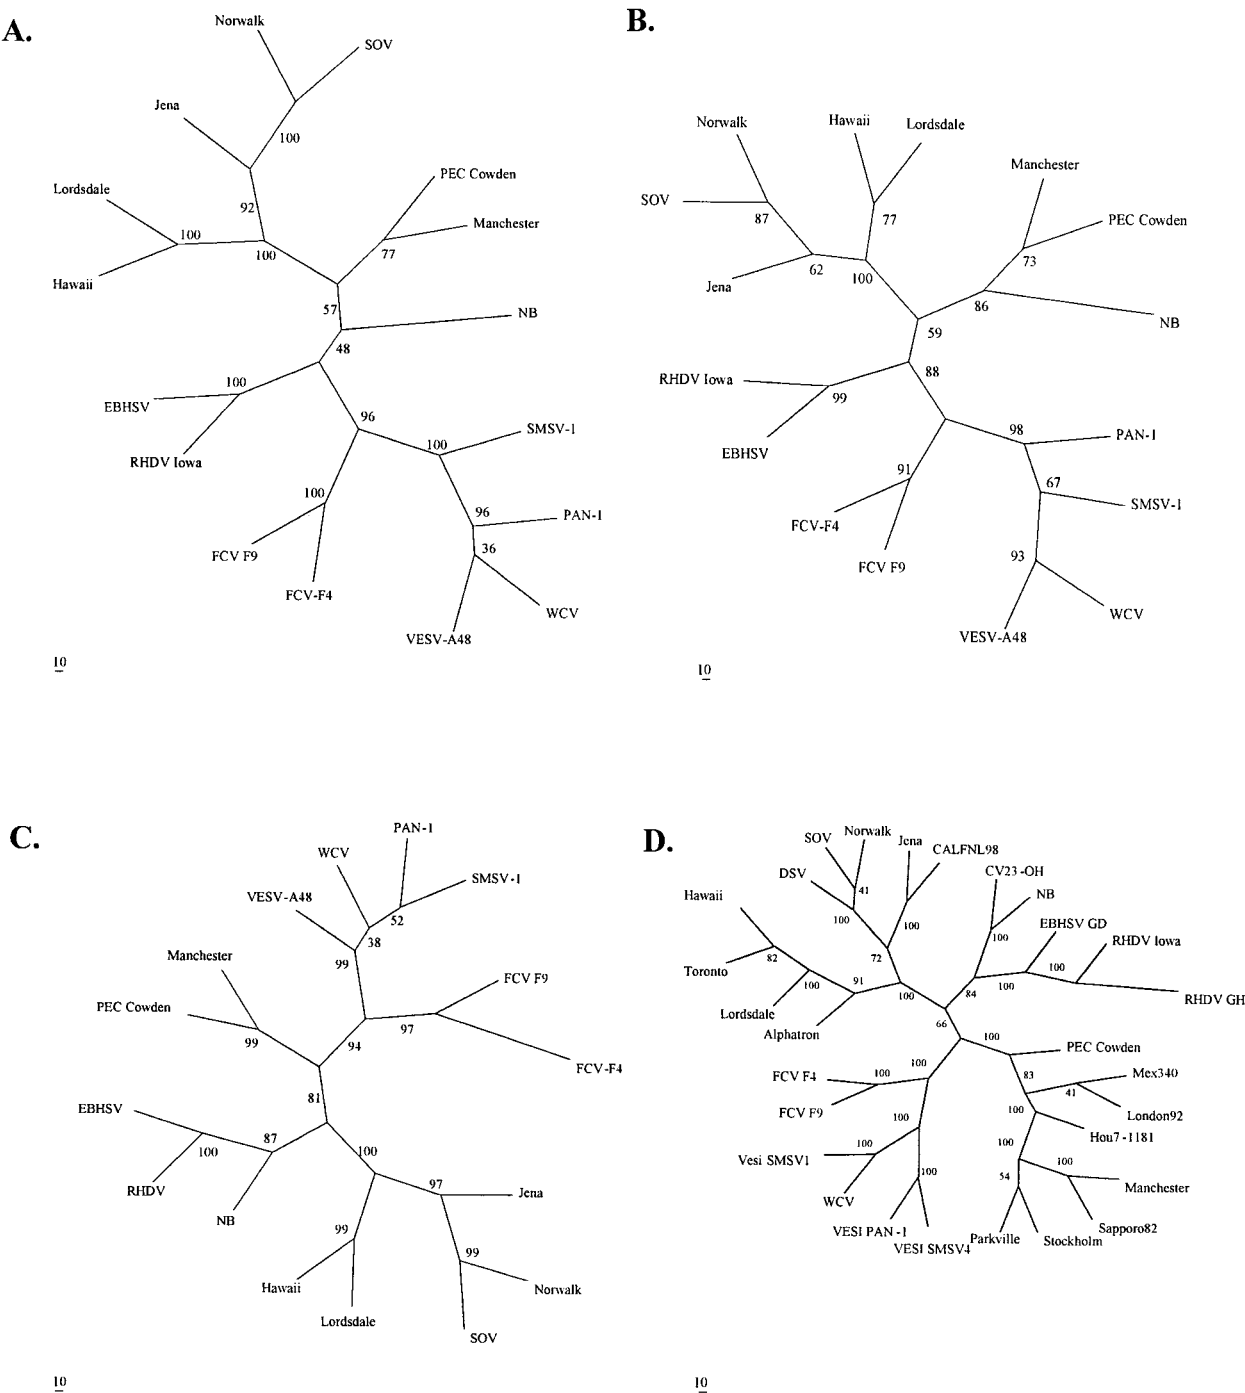 A.
Norwalk
SOV
Jena
100
Lordsdale
92
PEC Cowden
100
100
Manchester
77
Hawaii
57
NB
48
100
EBHSV
RHDV Iowa
96
100
SMSV-1
100
FCV F9
FCV-F4
96
PAN-1
36
WCV
VESV-A48
10
B.
Norwalk
Hawaii
Lordsdale
Manchester
SOV
87
77
PEC Cowden
73
Jena
62
100
86
NB
59
88
RHDV Iowa
99
EBHSV
98
PAN-1
91
67
SMSV-1
FCV-F4
FCV F9
93
WCV
VESV-A48
10
C.
PAN-1
WCV
SMSV-1
VESV-A48
52
38
99
Manchester
FCV F9
PEC Cowden
99
97
94
FCV-F4
81
EBHSV
87
100
100
RHDV
NB
97
Jena
99
99
Hawaii
Norwalk
Lordsdale
SOV
10
D.
SOV
Norwalk
Jena
CALFNL98
DSV
41
CV23-OH
NB
Hawaii
100
100
EBHSV GD
100
RHDV Iowa
82
72
Toronto
100
91
100
84
100
100
RHDV GH
Lordsdale
Alphatron
66
100
PEC Cowden
100
FCV F4
100
83
Mex340
41
FCV F9
London92
100
100
Hou7-1181
100
100
Vesi SMSV1
100
54
100
Manchester
WCV
VESI PAN-1
VESI SMSV4
Parkville
Stockholm
Sapporo82
10